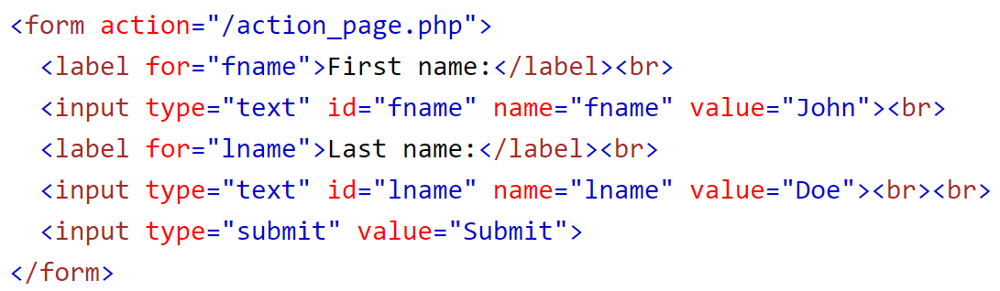 <form action="/action_page.php">
  <label for="fname">First name:</label><br>
  <input type="text" id="fname" name="fname" value="John"><br>
  <label for="lname">Last name:</label><br>
  <input type="text" id="lname" name="lname" value="Doe"><br><br>
  <input type="submit" value="Submit">
</form>